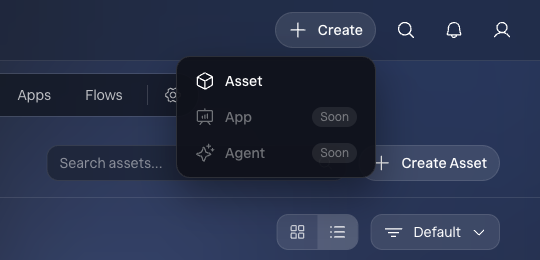 Create
Asset
Apps
Flows
App
Soon
Agent
Soon
Search assets...
Create Asset
Default